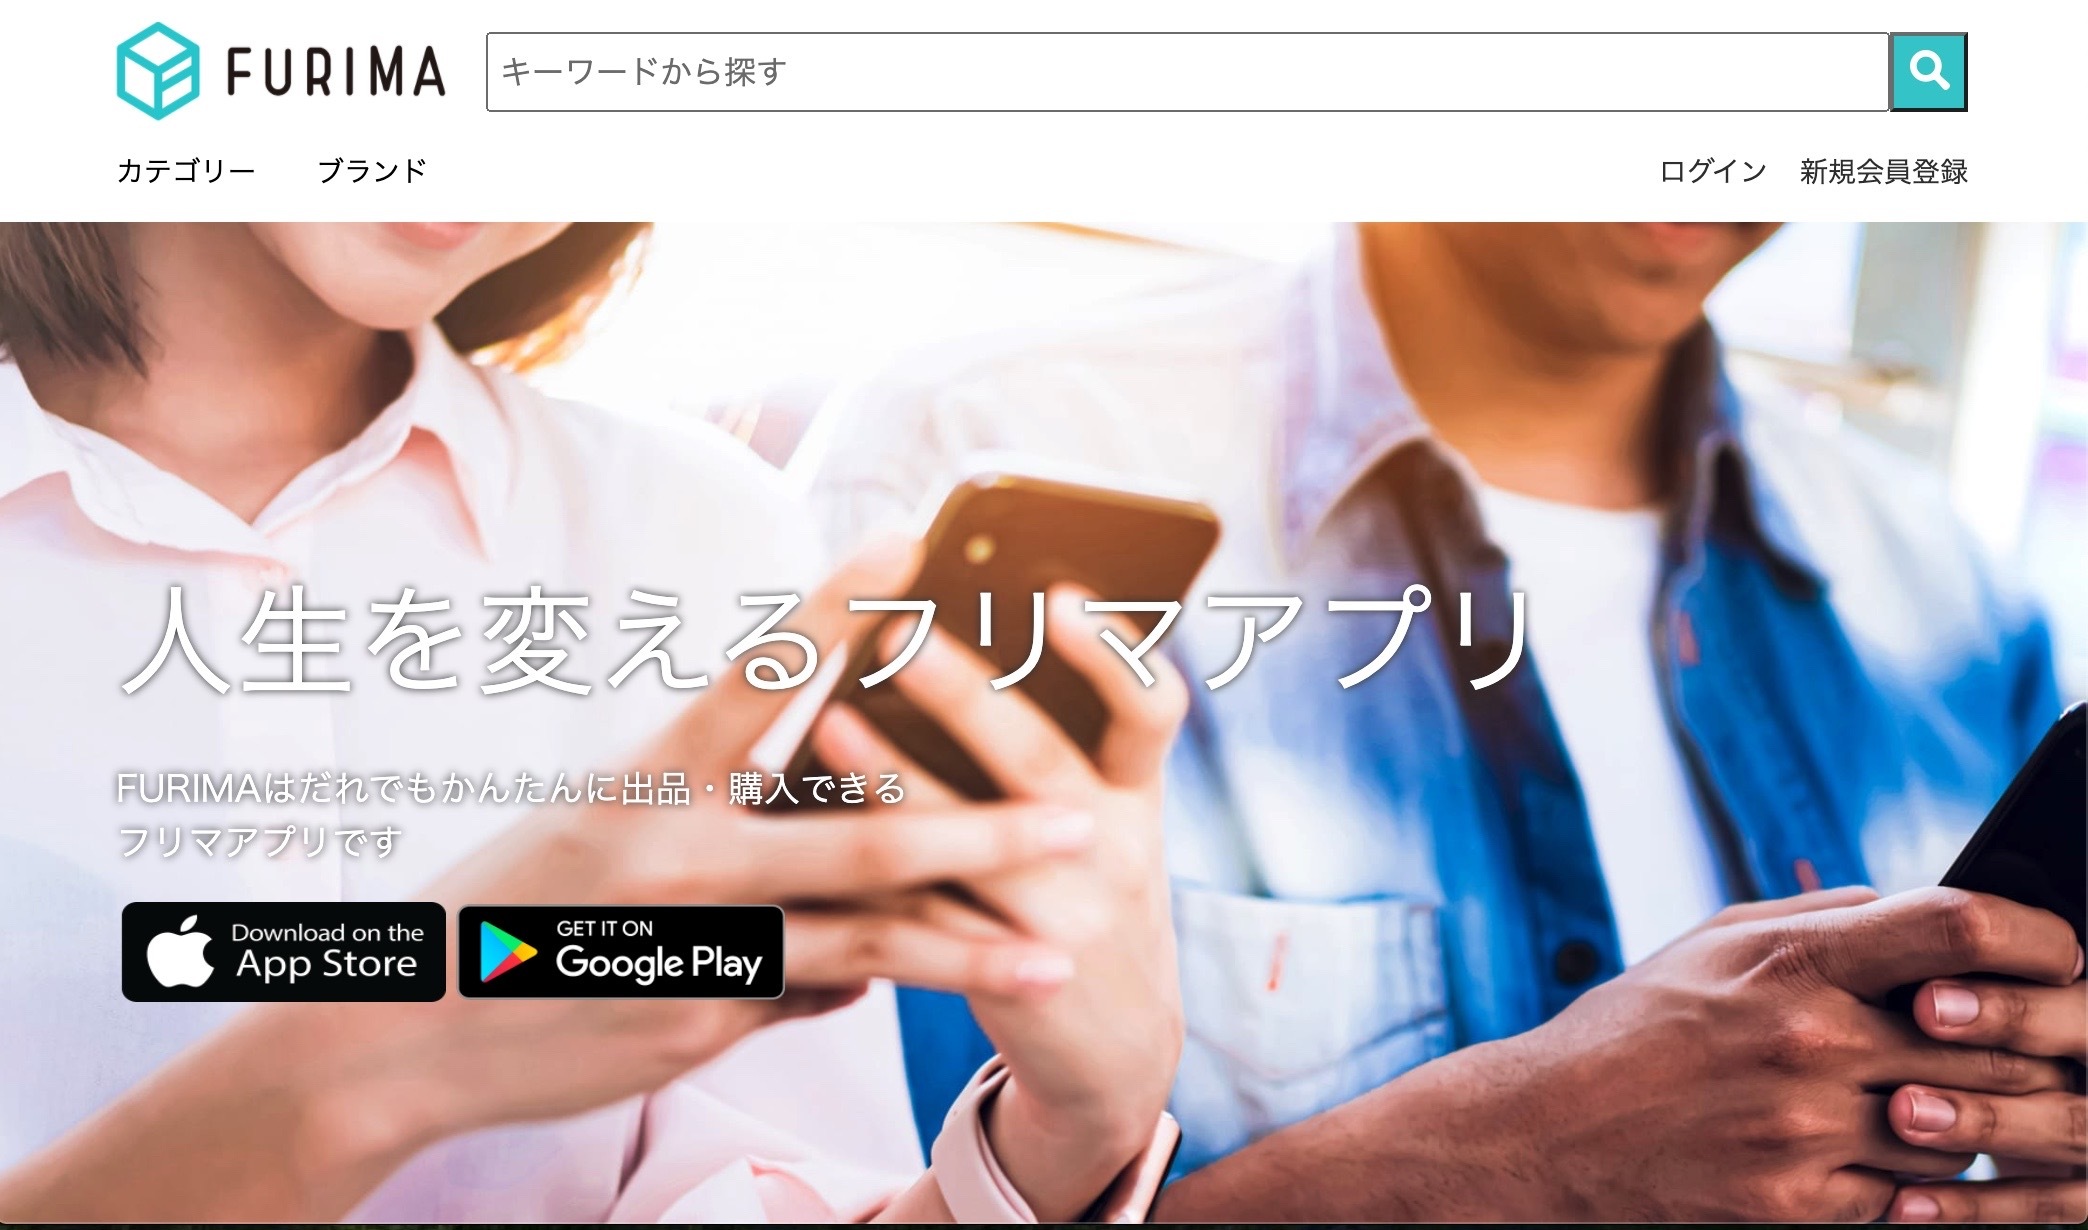 FURIMA
キーワードから探す
カテゴリー ブランド
ログイン 新規会員登録
人生を変えるフリマアプリ
FURIMAはだれでもかんたんに出品・購入できる
フリマアプリです
Download on the
App Store
GET IT ON
Google Play